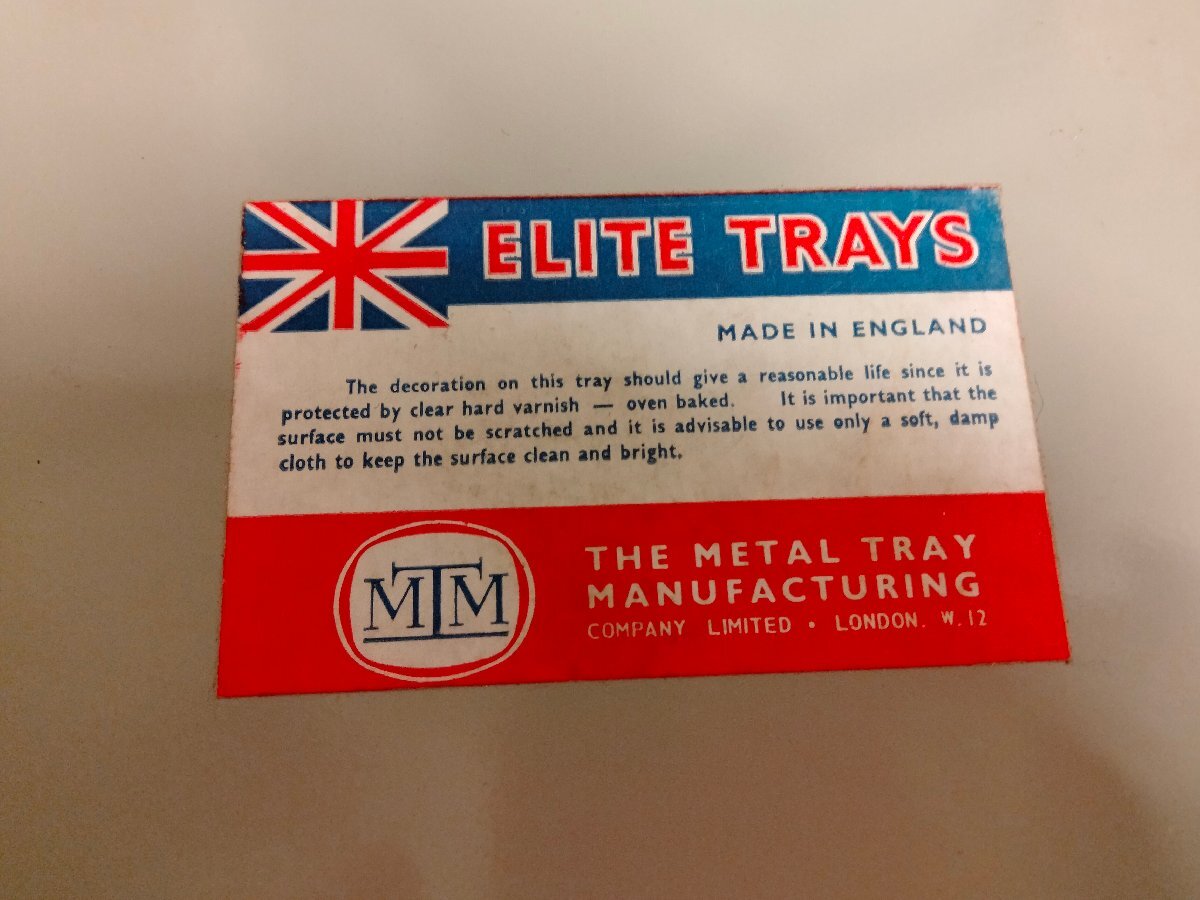 ELITE TRAYS
MADE IN ENGLAND
The decoration on this tray should give a reasonable life since it is
protected by clear hard varnish — oven baked. It is important that the
surface must not be scratched and it is advisable to use only a soft, damp
cloth to keep the surface clean and bright.
MTM
THE METAL TRAY
MANUFACTURING
COMPANY LIMITED • LONDON. W.12